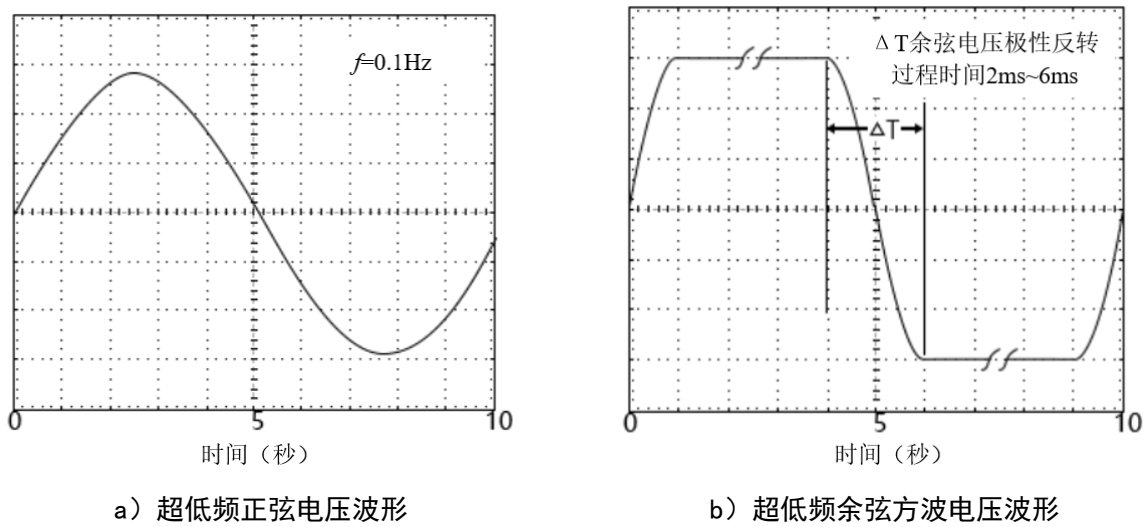 f=0.1Hz
0
5
10
时间（秒）
a）超低频正弦电压波形
ΔT余弦电压极性反转
过程时间2ms~6ms
ΔT
0
5
10
时间（秒）
b）超低频余弦方波电压波形